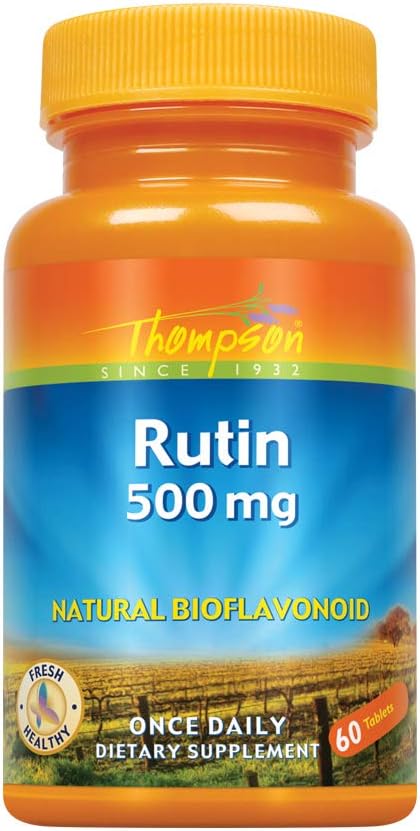 Thompson®
SINCE 1932
Rutin
500 mg
NATURAL BIOFLAVONOID
FRESH
HEALTHY
ONCE DAILY
DIETARY SUPPLEMENT
60 Tablets